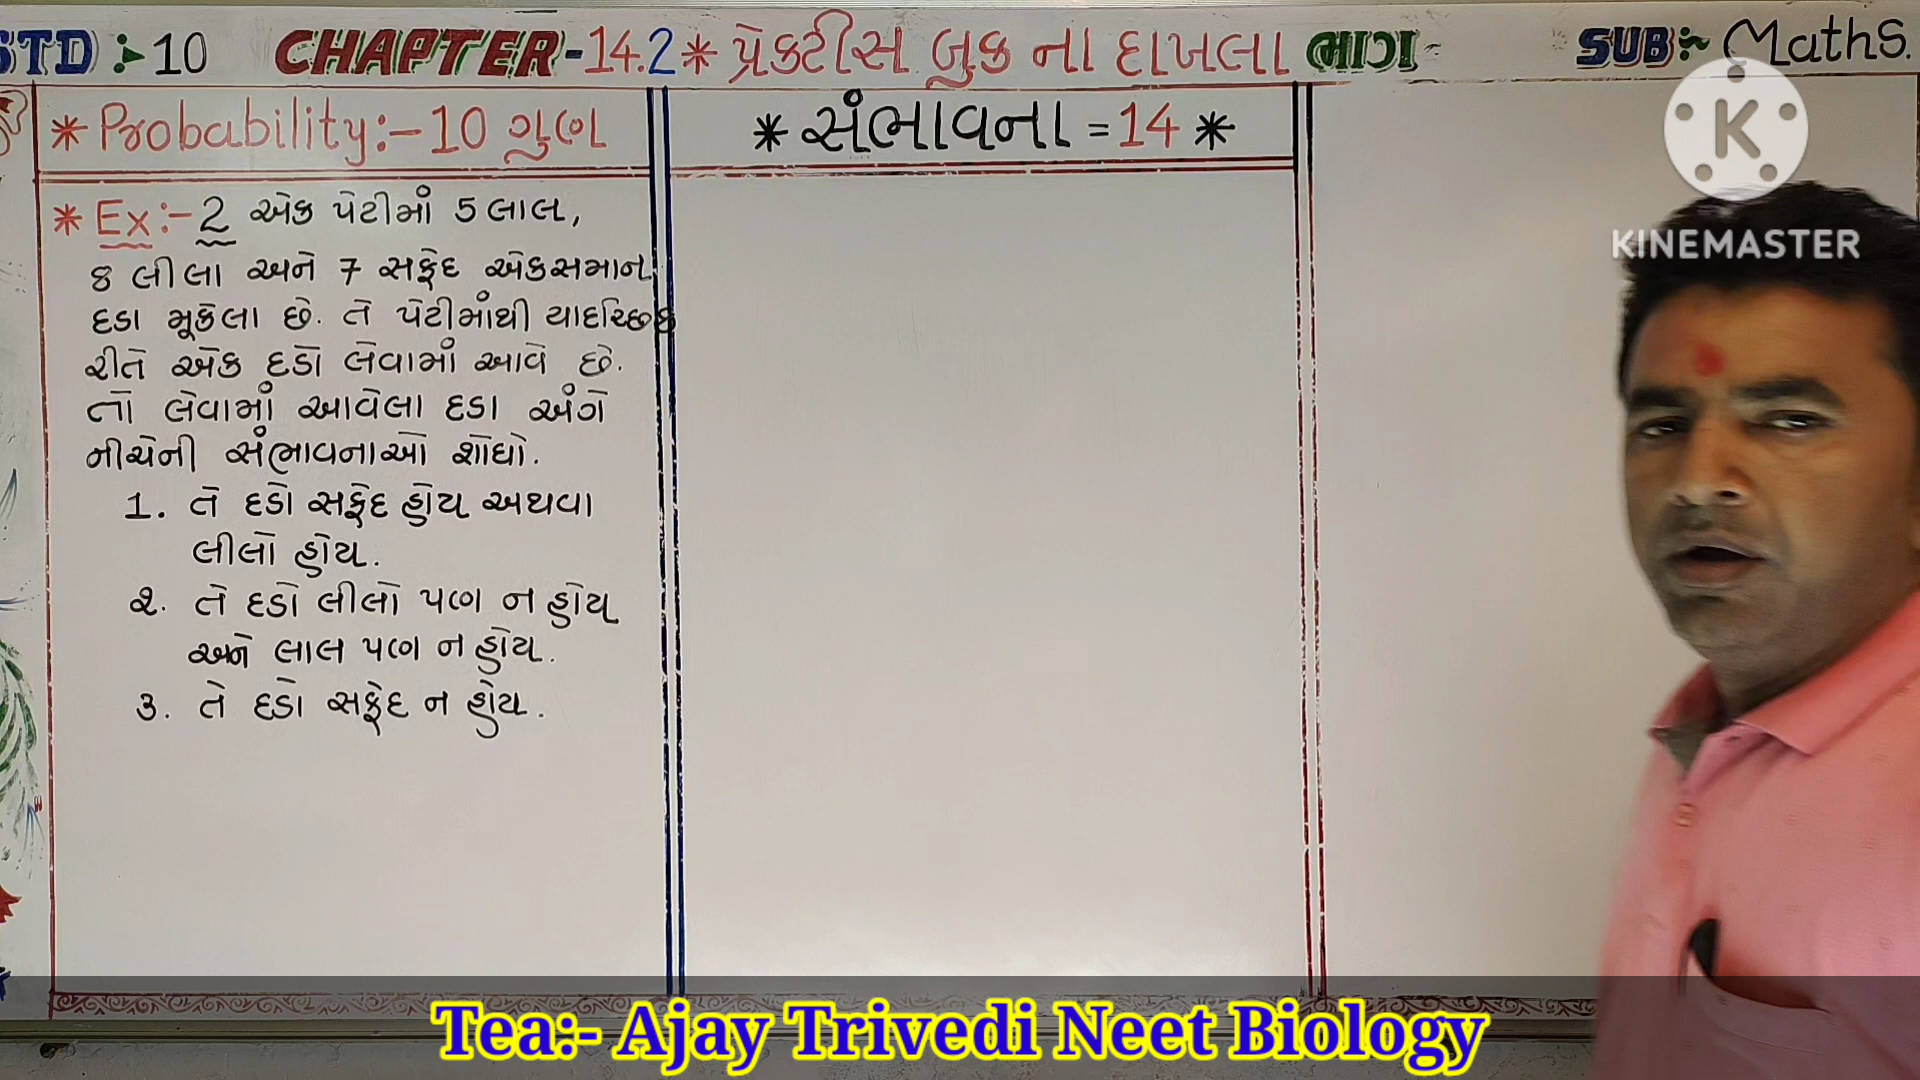 STD :- 10 CHAPTER-14.2 * પ્રેક્ટીસ બુક ના દાખલા ભાગ- SUB:- Maths.
* Probability:- 10 ગુણ
* સંભાવના = 14 *
* Ex:- 2 એક પેટીમાં 5 લાલ,
8 લીલા અને 7 સફેદ એકસમાન
દડા મૂકેલા છે. તે પેટીમાંથી યાદચ્છિક
રીતે એક દડો લેવામાં આવે છે.
તો લેવામાં આવેલા દડા અંગે
નીચેની સંભાવનાઓ શોધો.
1. તે દડો સફેદ હોય અથવા
લીલો હોય.
૨. તે દડો લીલો પણ ન હોય
અને લાલ પણ ન હોય.
૩. તે દડો સફેદ ન હોય.
K
KINEMASTER
Tea:- Ajay Trivedi Neet Biology